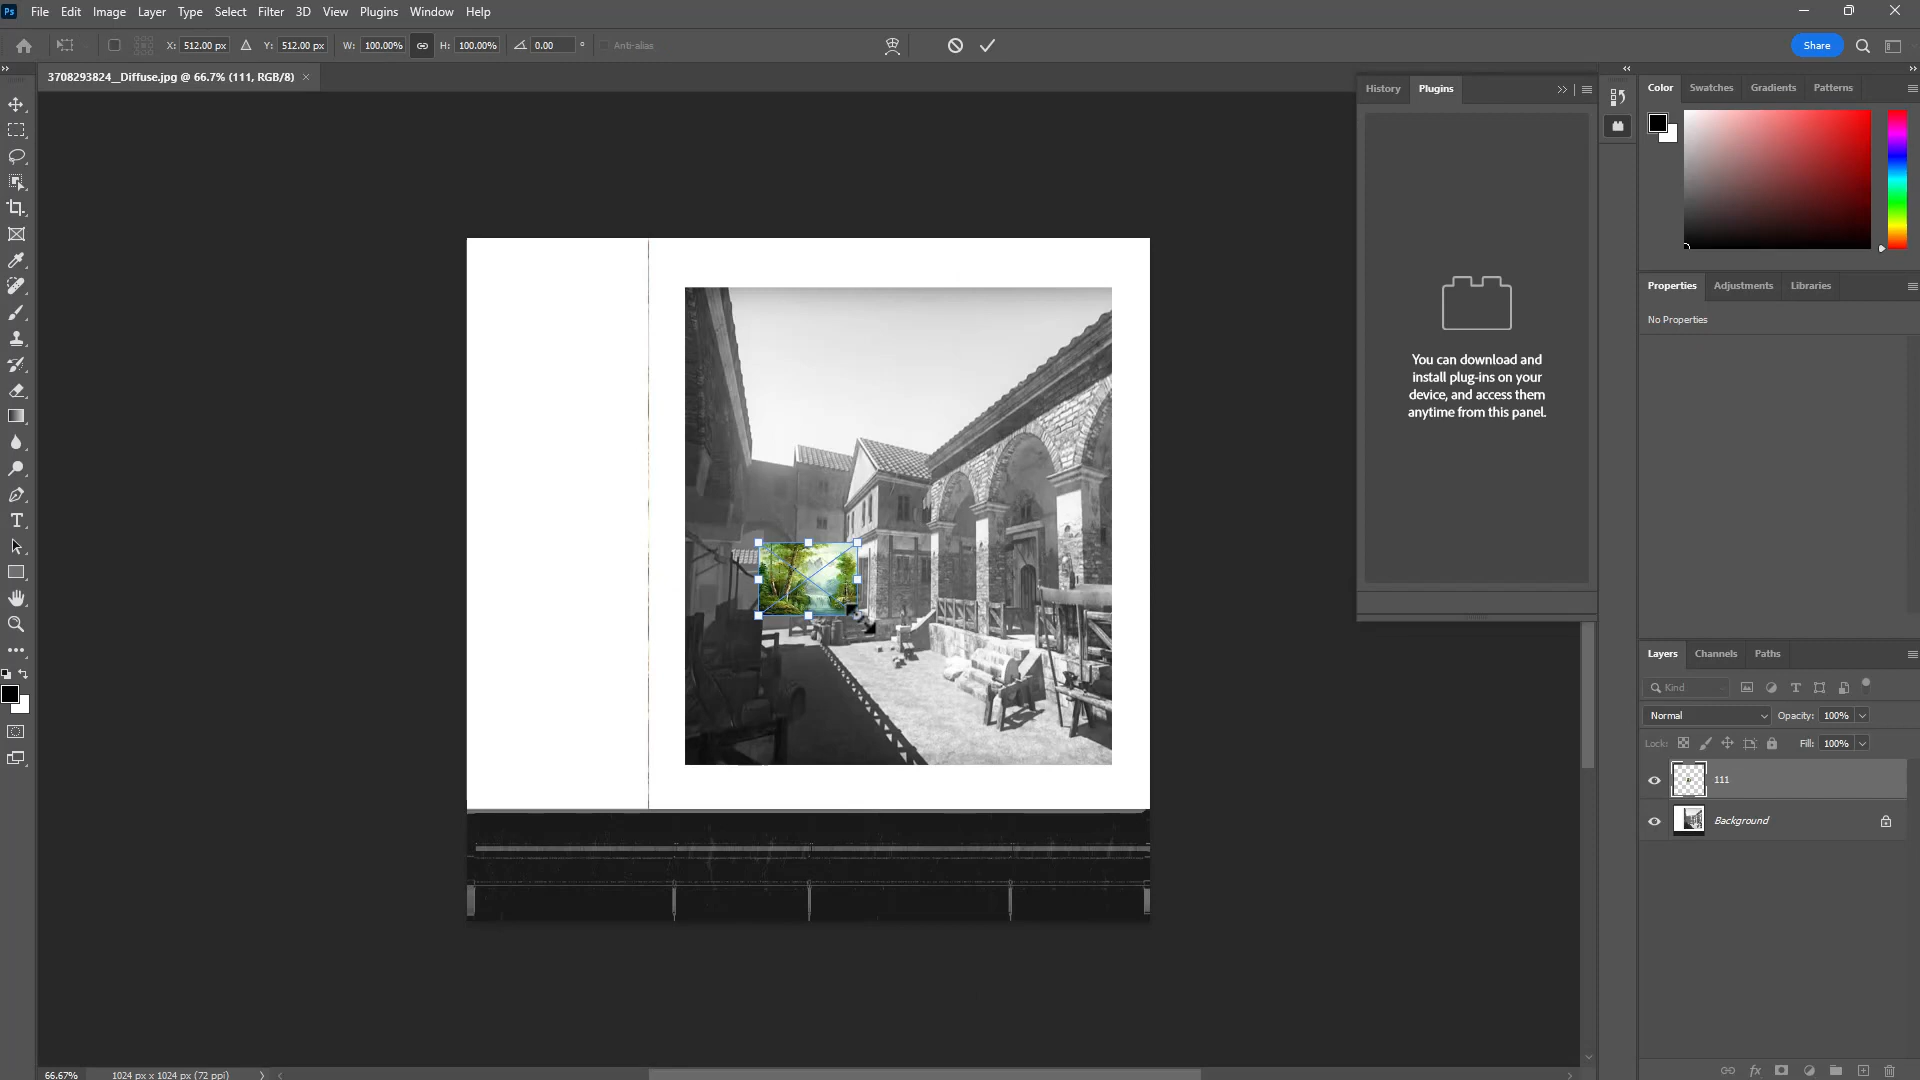 Ps File Edit Image Layer Type Select Filter 3D View Plugins Window Help
X: 512.00 px Y: 512.00 px W: 100.00% H: 100.00% 0.00 ° Anti-alias Share
3708293824__Diffuse.jpg @ 66.7% (111, RGB/8) ×
History Plugins
Color Swatches Gradients Patterns
Properties Adjustments Libraries
No Properties
You can download and
install plug-ins on your
device, and access them
anytime from this panel.
Layers Channels Paths
Kind
Normal Opacity: 100%
Lock: Fill: 100%
111
Background
fx
66.67% 1024 px x 1024 px (72 ppi)